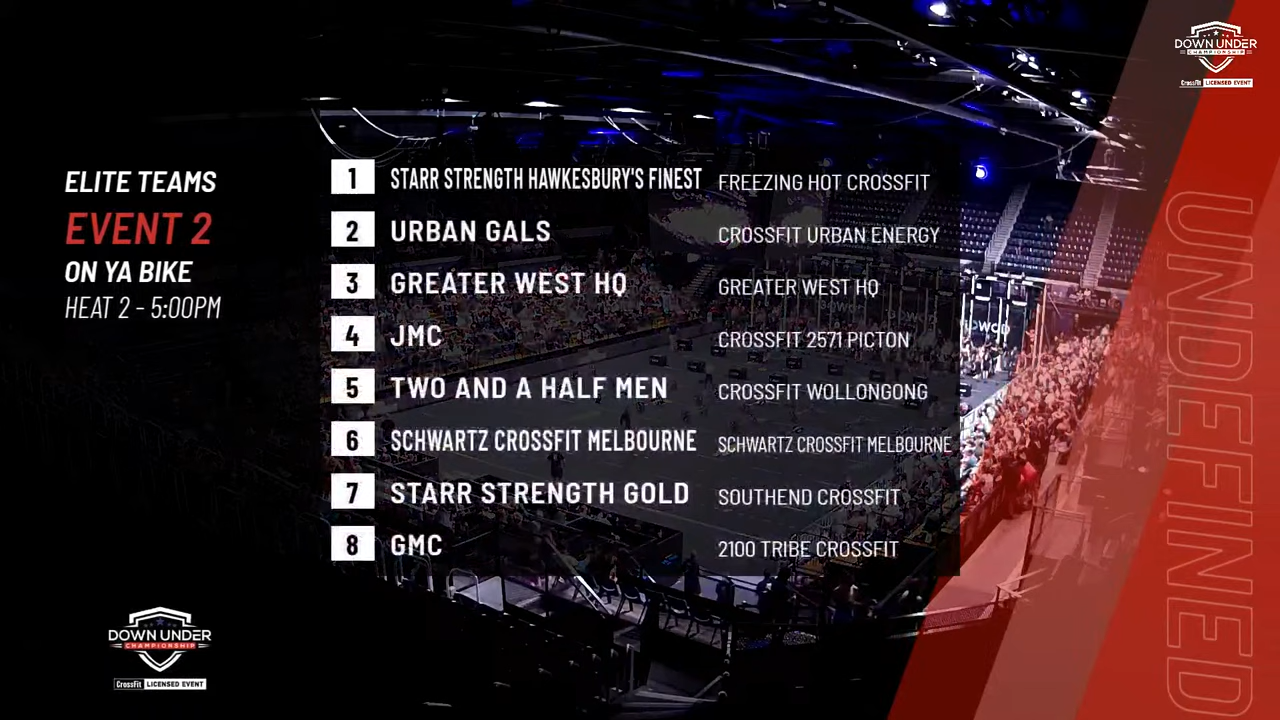 DOWN UNDER
CHAMPIONSHIP
CrossFit LICENSED EVENT
ELITE TEAMS
EVENT 2
ON YA BIKE
HEAT 2 - 5:00PM
1 STARR STRENGTH HAWKESBURY'S FINEST FREEZING HOT CROSSFIT
2 URBAN GALS CROSSFIT URBAN ENERGY
3 GREATER WEST HQ GREATER WEST HQ
4 JMC CROSSFIT 2571 PICTON
5 TWO AND A HALF MEN CROSSFIT WOLLONGONG
6 SCHWARTZ CROSSFIT MELBOURNE SCHWARTZ CROSSFIT MELBOURNE
7 STARR STRENGTH GOLD SOUTHEND CROSSFIT
8 GMC 2100 TRIBE CROSSFIT
UNDEFINED
DOWN UNDER
CHAMPIONSHIP
CrossFit LICENSED EVENT